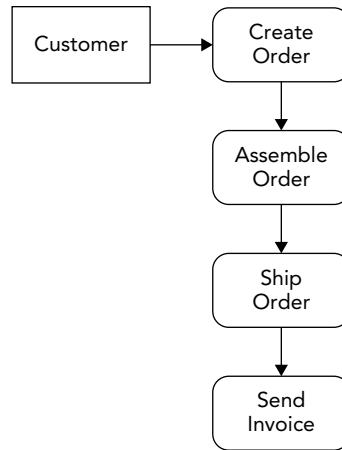 Customer
Create
Order
Assemble
Order
Ship
Order
Send
Invoice